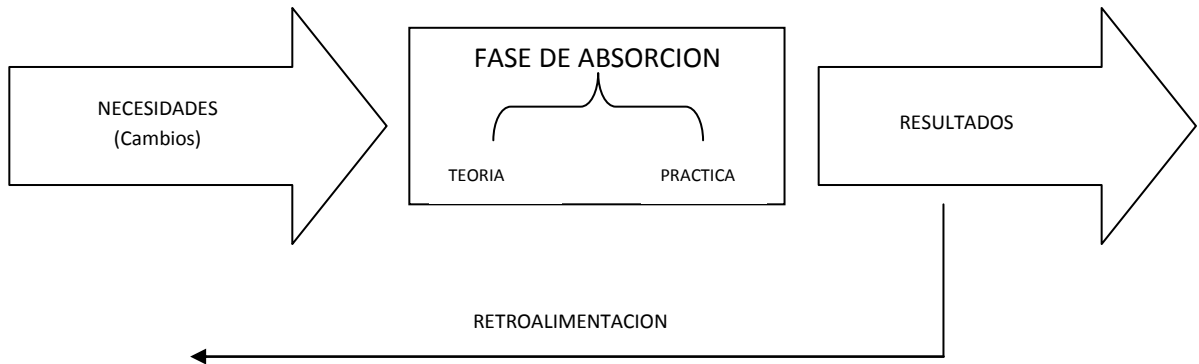 NECESIDADES
(Cambios)
FASE DE ABSORCION
TEORIA
PRACTICA
RESULTADOS
RETROALIMENTACION